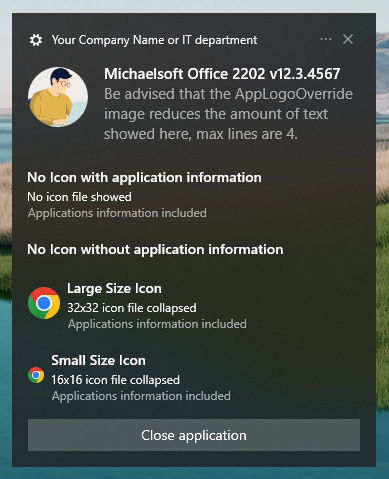 Your Company Name or IT department
Michaelsoft Office 2202 v12.3.4567
Be advised that the AppLogoOverride
image reduces the amount of text
showed here, max lines are 4.
No Icon with application information
No icon file showed
Applications information included
No Icon without application information
Large Size Icon
32x32 icon file collapsed
Applications information included
Small Size Icon
16x16 icon file collapsed
Applications information included
Close application